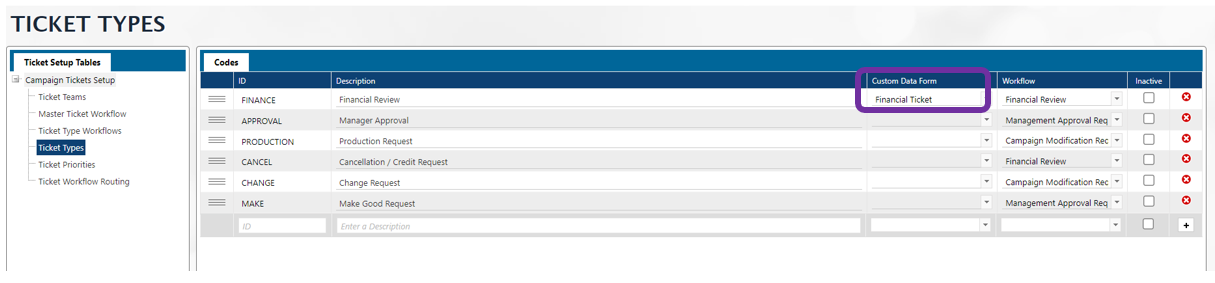 TICKET TYPES
Ticket Setup Tables
Campaign Tickets Setup
Ticket Teams
Master Ticket Workflow
Ticket Type Workflows
Ticket Types
Ticket Priorities
Ticket Workflow Routing
Codes
ID Description Custom Data Form Workflow Inactive
FINANCE Financial Review Financial Ticket Financial Review
APPROVAL Manager Approval Management Approval Req
PRODUCTION Production Request Campaign Modification Rec
CANCEL Cancellation / Credit Request Financial Review
CHANGE Change Request Campaign Modification Rec
MAKE Make Good Request Management Approval Req
ID Enter a Description